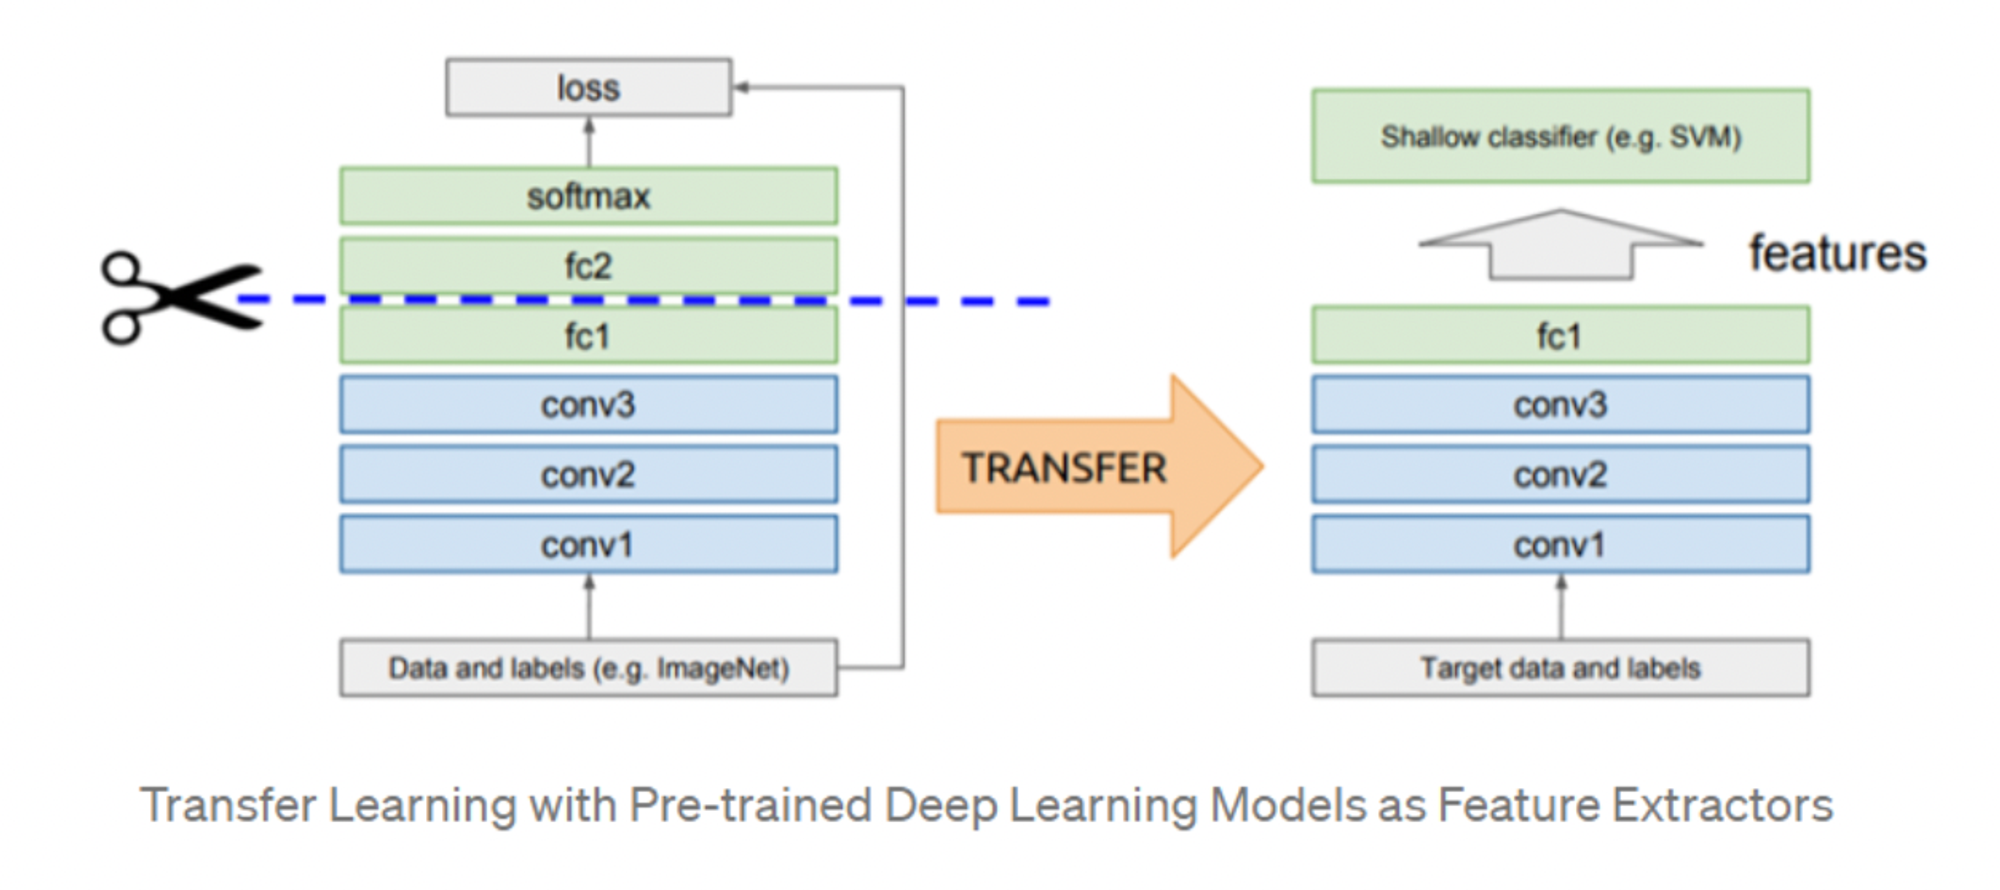 loss
softmax
fc2
fc1
conv3
conv2
conv1
Data and labels (e.g. ImageNet)
TRANSFER
Shallow classifier (e.g. SVM)
features
fc1
conv3
conv2
conv1
Target data and labels
Transfer Learning with Pre-trained Deep Learning Models as Feature Extractors